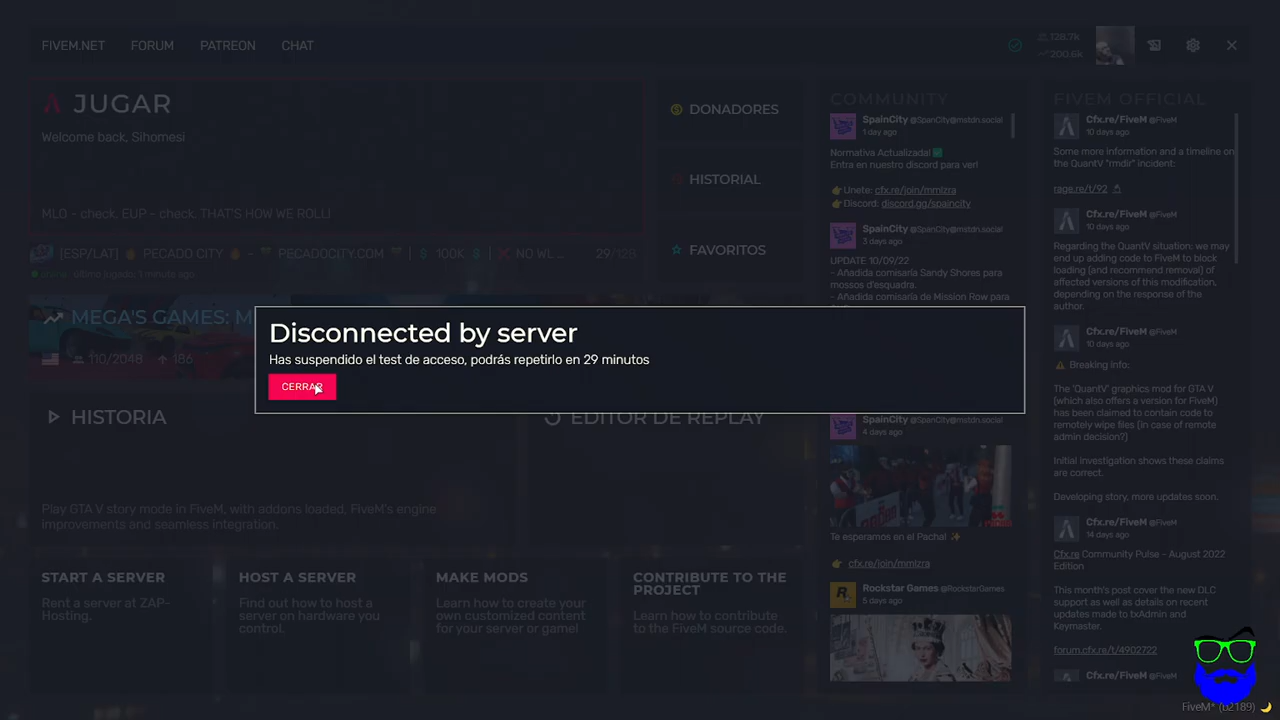 FIVEM.NET FORUM PATREON CHAT
128.7k
200.6k
JUGAR
Welcome back, Sihomesi
MLO - check. EUP - check. THAT'S HOW WE ROLL!
DONADORES
HISTORIAL
FAVORITOS
[ESP/LAT] PECADO CITY - PECADOCITY.COM | $ 100K $ | NO WL ... 29/128
online Último jugado: 1 minute ago
MEGA'S GAMES: M
110/2048 186
Disconnected by server
Has suspendido el test de acceso, podrás repetirlo en 29 minutos
CERRAR
HISTORIA
Play GTA V story mode in FiveM, with addons loaded, FiveM's engine
improvements and seamless integration.
EDITOR DE REPLAY
START A SERVER
Rent a server at ZAP-
Hosting.
HOST A SERVER
Find out how to host a
server on hardware you
control.
MAKE MODS
Learn how to create your
own customized content
for your server or game!
CONTRIBUTE TO THE
PROJECT
Learn how to contribute
to the FiveM source code.
COMMUNITY
SpainCity @SpanCity@mstdn.social
1 day ago
Normativa Actualizada!✅
Entra en nuestro discord para ver!
👉Unete: cfx.re/join/mmlzra
👉Discord: discord.gg/spaincity
SpainCity @SpanCity@mstdn.social
3 days ago
UPDATE 10/09/22
- Añadida comisaría Sandy Shores para
mossos d'esquadra.
- Añadida comisaria de Mission Row para
SpainCity @SpanCity@mstdn.social
4 days ago
Te esperamos en el Pacha! ✨
👉 cfx.re/join/mmlzra
Rockstar Games @RockstarGames
5 days ago
FIVEM OFFICIAL
Cfx.re/FiveM @FiveM
10 days ago
Some more information and a timeline on
the QuantV "rmdir" incident:
rage.re/t/92
Cfx.re/FiveM @FiveM
10 days ago
Regarding the QuantV situation: we may
end up adding code to FiveM to block
loading (and recommend removal) of
affected versions of this modification,
depending on the response of the
author.
Cfx.re/FiveM @FiveM
10 days ago
⚠️ Breaking info:
The 'QuantV' graphics mod for GTA V
(which also offers a version for FiveM)
has been claimed to contain code to
remotely wipe files (in case of remote
admin decision?)
Initial investigation shows these claims
are correct.
Developing story, more updates soon.
Cfx.re/FiveM @FiveM
14 days ago
Cfx.re Community Pulse - August 2022
Edition
This month's post cover the new DLC
support as well as details on recent
updates made to txAdmin and
Keymaster.
forum.cfx.re/t/4902722
Cfx.re/FiveM @FiveM
FiveM* (b2189)